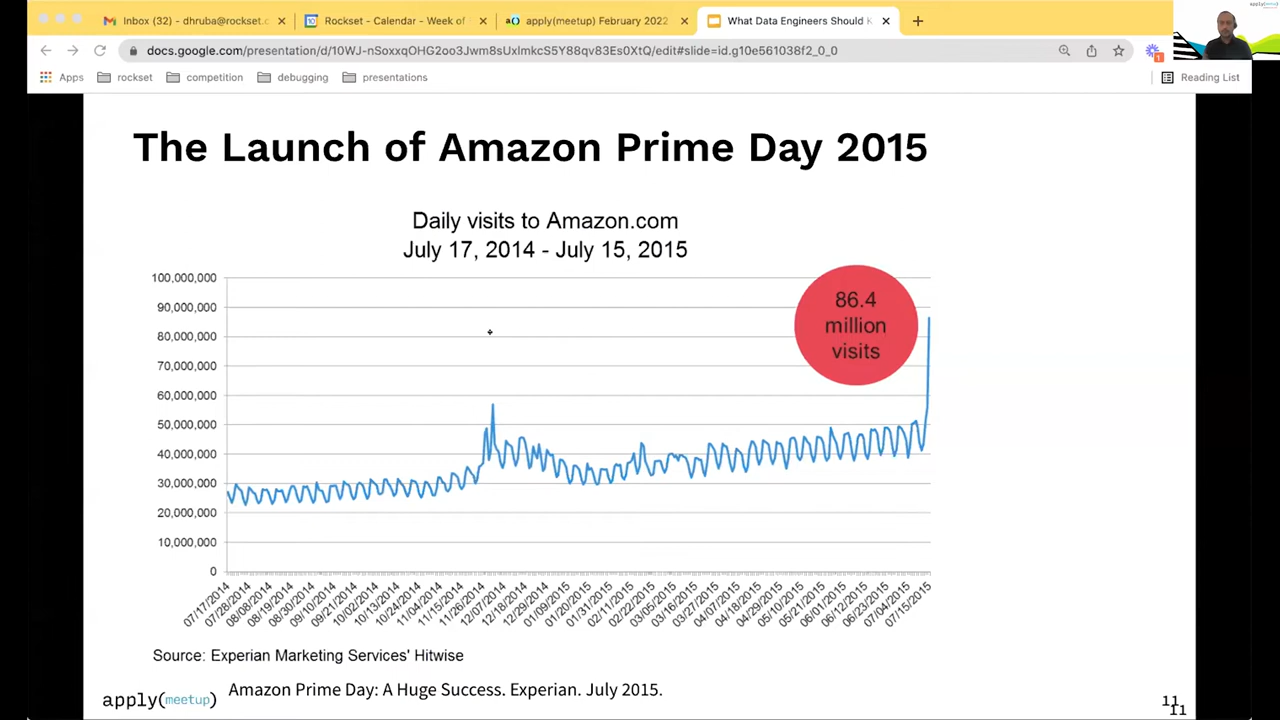 Inbox (32) - dhruba@rockset.c
Rockset - Calendar - Week of
apply(meetup) February 2022
What Data Engineers Should K
apply(meetup)
docs.google.com/presentation/d/10WJ-nSoxxqOHG2oo3Jwm8sUxlmkcS5Y88qv83Es0XtQ/edit#slide=id.g10e561038f2_0_0
Apps
rockset
competition
debugging
presentations
Reading List
The Launch of Amazon Prime Day 2015
Daily visits to Amazon.com
July 17, 2014 - July 15, 2015
100,000,000
90,000,000
80,000,000
70,000,000
60,000,000
50,000,000
40,000,000
30,000,000
20,000,000
10,000,000
0
86.4
million
visits
07/17/2014
07/28/2014
08/08/2014
08/19/2014
08/30/2014
09/10/2014
09/21/2014
10/02/2014
10/13/2014
10/24/2014
11/04/2014
11/15/2014
11/26/2014
12/07/2014
12/18/2014
12/29/2014
01/09/2015
01/20/2015
01/31/2015
02/11/2015
02/22/2015
03/05/2015
03/16/2015
03/27/2015
04/07/2015
04/18/2015
04/29/2015
05/10/2015
05/21/2015
06/01/2015
06/12/2015
06/23/2015
07/04/2015
07/15/2015
Source: Experian Marketing Services' Hitwise
apply(meetup)
Amazon Prime Day: A Huge Success. Experian. July 2015.
11
11